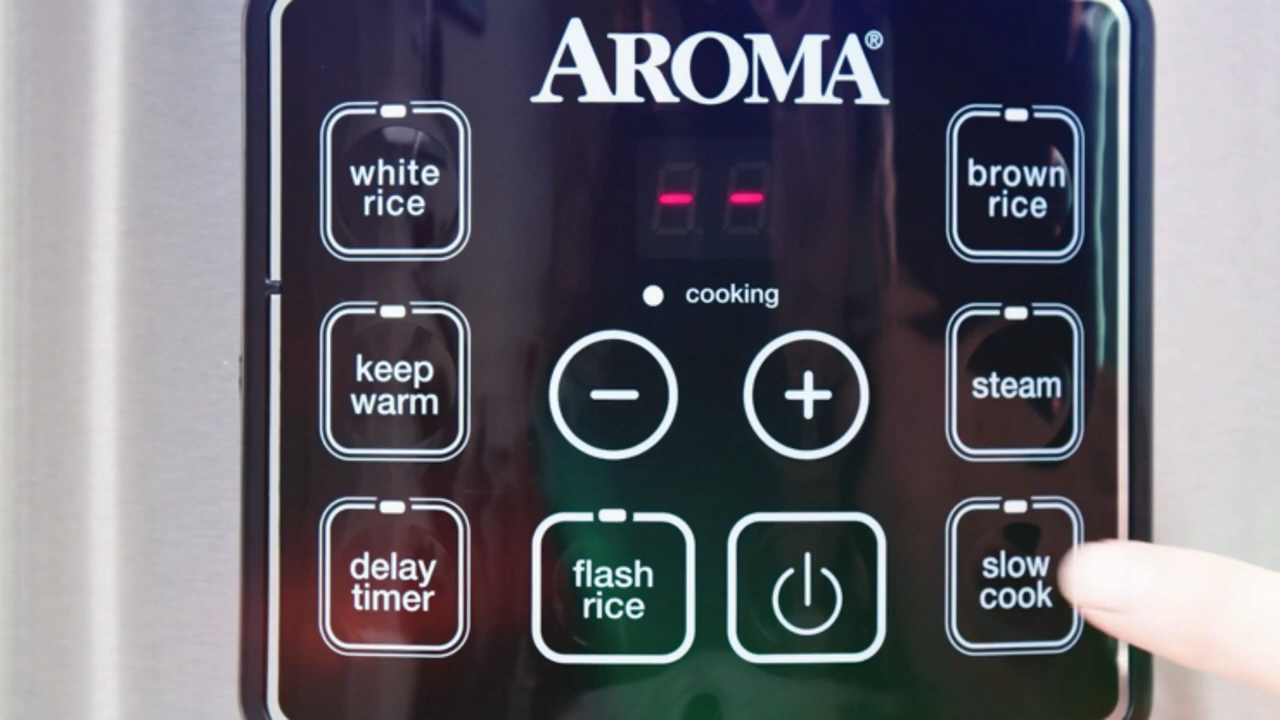 AROMA®
white
rice
-- 
brown
rice
cooking
keep
warm
−
+
steam
delay
timer
flash
rice
slow
cook